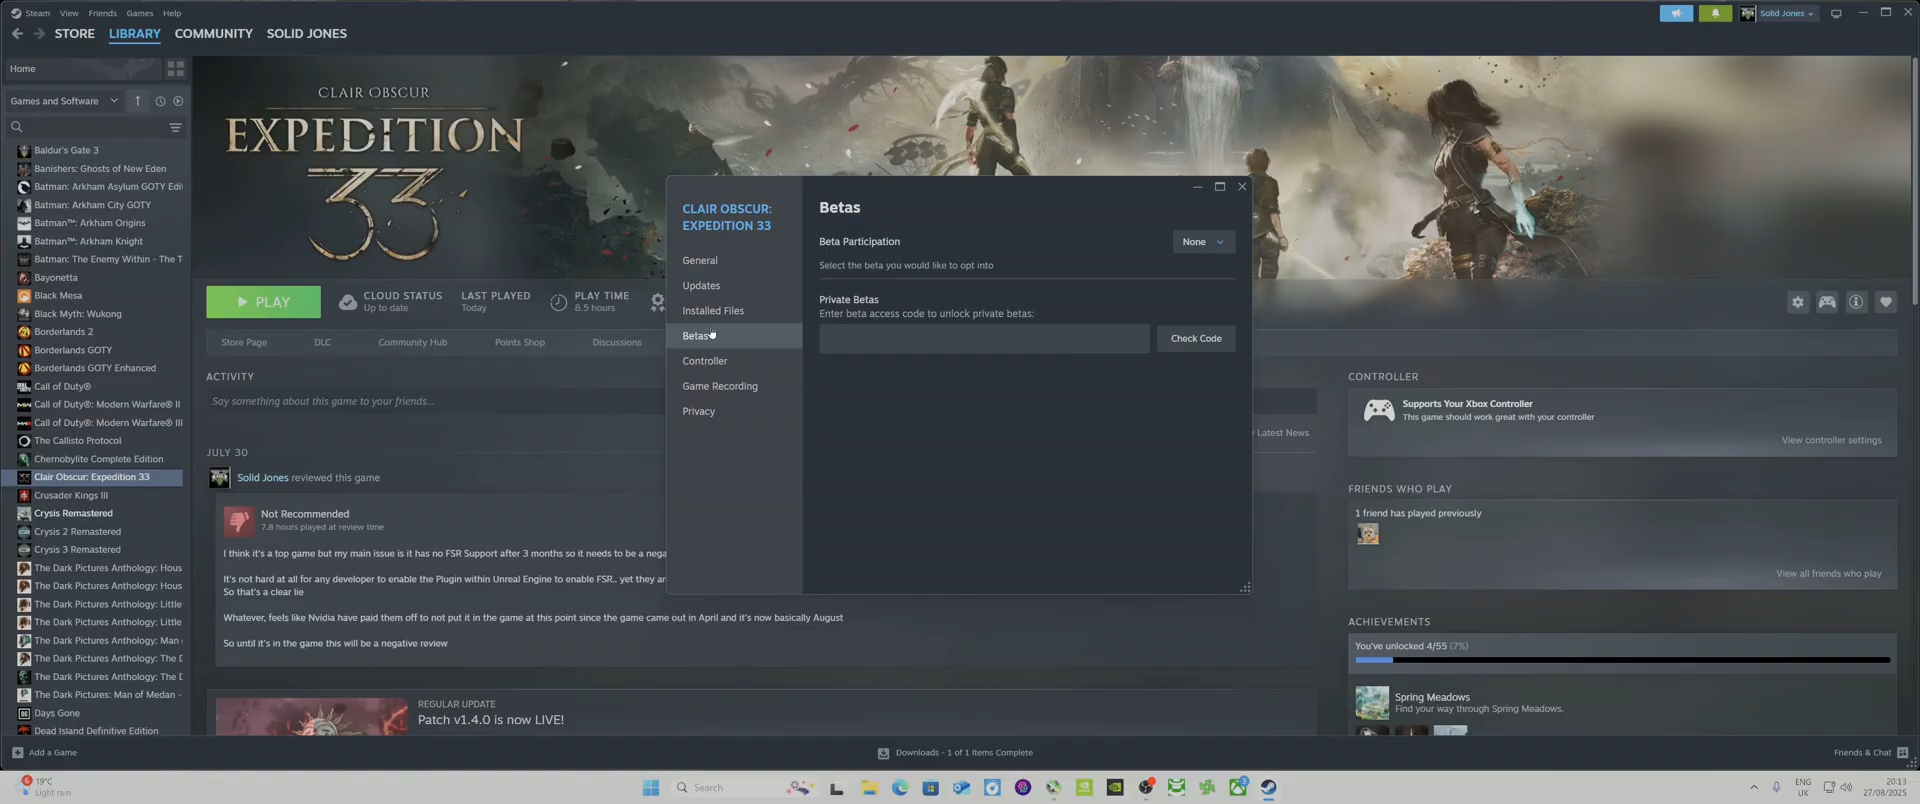 Steam View Friends Games Help
Solid Jones
STORE LIBRARY COMMUNITY SOLID JONES
Home
Games and Software
Baldur's Gate 3
Banishers: Ghosts of New Eden
Batman: Arkham Asylum GOTY Edit
Batman: Arkham City GOTY
Batman™: Arkham Origins
Batman™: Arkham Knight
Batman: The Enemy Within - The T
Bayonetta
Black Mesa
Black Myth: Wukong
Borderlands 2
Borderlands GOTY
Borderlands GOTY Enhanced
Call of Duty®
Call of Duty®: Modern Warfare® II
Call of Duty®: Modern Warfare® III
The Callisto Protocol
Chernobylite Complete Edition
Clair Obscur: Expedition 33
Crusader Kings III
Crysis Remastered
Crysis 2 Remastered
Crysis 3 Remastered
The Dark Pictures Anthology: Hous
The Dark Pictures Anthology: Hous
The Dark Pictures Anthology: Little
The Dark Pictures Anthology: Little
The Dark Pictures Anthology: Man
The Dark Pictures Anthology: The D
The Dark Pictures Anthology: The D
The Dark Pictures: Man of Medan -
Days Gone
Dead Island Definitive Edition
Add a Game
CLAIR OBSCUR
EXPEDITION
33
PLAY
CLOUD STATUS
Up to date
LAST PLAYED
Today
PLAY TIME
8.5 hours
Store Page DLC Community Hub Points Shop Discussions
ACTIVITY
Say something about this game to your friends...
Latest News
JULY 30
Solid Jones reviewed this game
Not Recommended
7.8 hours played at review time
I think it's a top game but my main issue is it has no FSR Support after 3 months so it needs to be a nega
It's not hard at all for any developer to enable the Plugin within Unreal Engine to enable FSR.. yet they ar
So that's a clear lie
Whatever, feels like Nvidia have paid them off to not put it in the game at this point since the game came out in April and it's now basically August
So until it's in the game this will be a negative review
REGULAR UPDATE
Patch v1.4.0 is now LIVE!
CLAIR OBSCUR:
EXPEDITION 33
General
Updates
Installed Files
Betas
Controller
Game Recording
Privacy
Betas
Beta Participation
None
Select the beta you would like to opt into
Private Betas
Enter beta access code to unlock private betas:
Check Code
CONTROLLER
Supports Your Xbox Controller
This game should work great with your controller
View controller settings
FRIENDS WHO PLAY
1 friend has played previously
View all friends who play
ACHIEVEMENTS
You've unlocked 4/55 (7%)
Spring Meadows
Find your way through Spring Meadows.
Downloads - 1 of 1 Items Complete
Friends & Chat
6
19°C
Light rain
Search
3
ENG
UK
20:13
27/08/2025